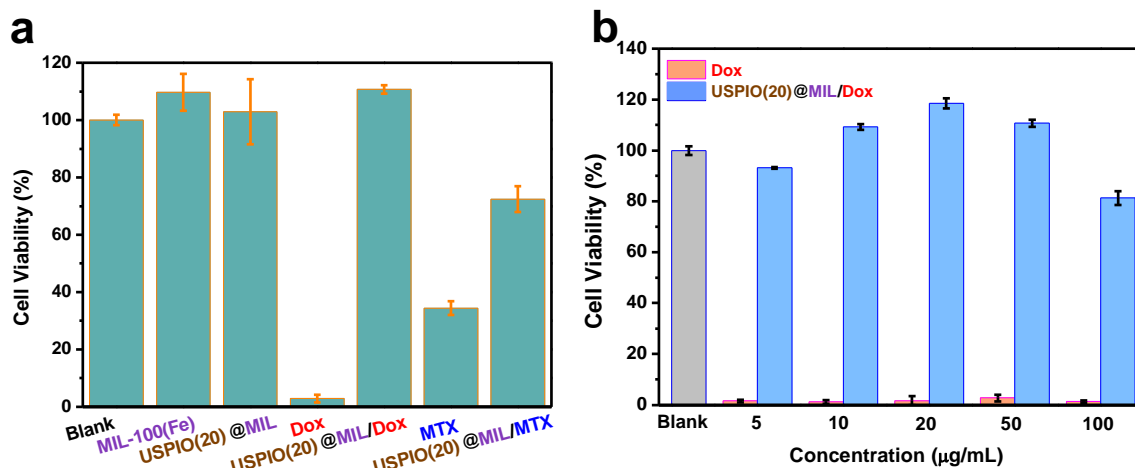 a
120
100
80
60
40
20
0
Cell Viability (%)
Blank
MIL-100(Fe)
USPIO(20) @MIL
Dox
USPIO(20) @MIL/Dox
MTX
USPIO(20) @MIL/MTX
b
140
120
100
80
60
40
20
0
Cell Viability (%)
Dox
USPIO(20)@MIL/Dox
Blank 5 10 20 50 100
Concentration (µg/mL)